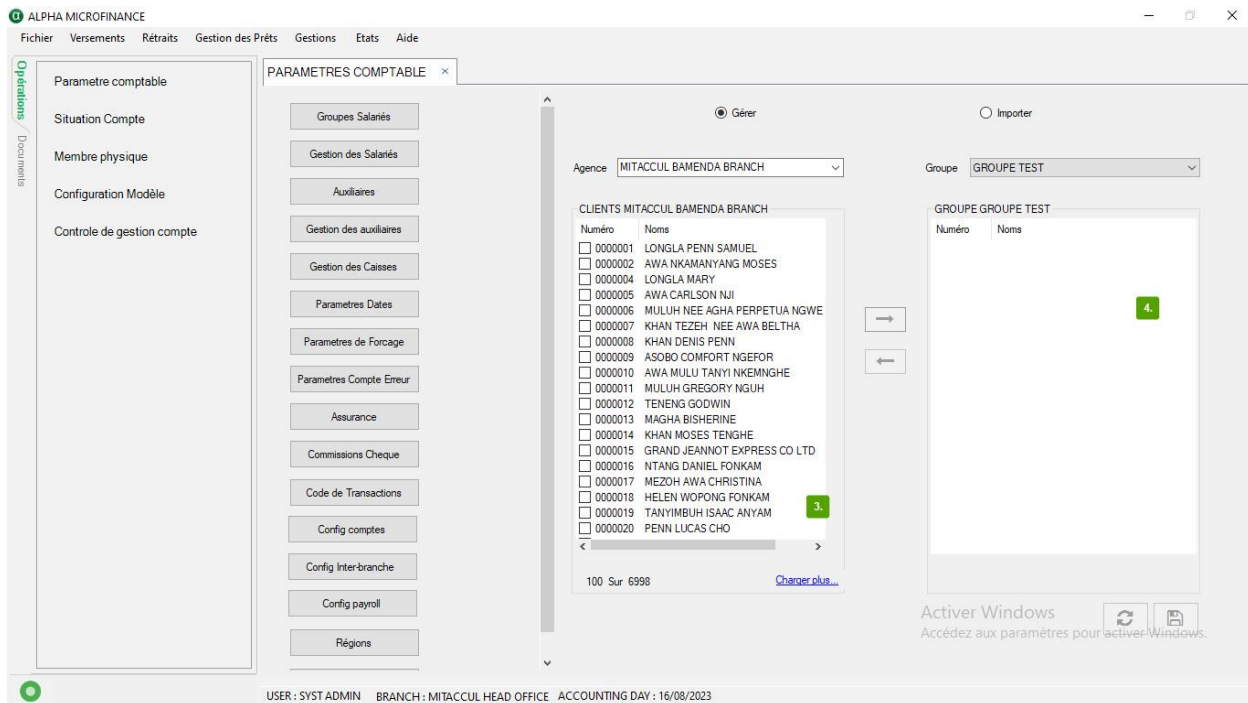 ALPHA MICROFINANCE
Fichier Versements Rétraits Gestion des Prêts Gestions Etats Aide
Opérations
Documents
Parametre comptable
Situation Compte
Membre physique
Configuration Modèle
Controle de gestion compte
PARAMETRES COMPTABLE ×
Groupes Salariés
Gestion des Salariés
Auxiliaires
Gestion des auxiliaires
Gestion des Caisses
Parametres Dates
Parametres de Forcage
Parametres Compte Erreur
Assurance
Commissions Cheque
Code de Transactions
Config comptes
Config Inter-branche
Config payroll
Régions
Gérer
Importer
Agence MITACCUL BAMENDA BRANCH
Groupe GROUPE TEST
CLIENTS MITACCUL BAMENDA BRANCH
Numéro Noms
0000001 LONGLA PENN SAMUEL
0000002 AWA NKAMANYANG MOSES
0000004 LONGLA MARY
0000005 AWA CARLSON NJI
0000006 MULUH NEE AGHA PERPETUA NGWE
0000007 KHAN TEZEH NEE AWA BELTHA
0000008 KHAN DENIS PENN
0000009 ASOBO COMFORT NGEFOR
0000010 AWA MULU TANYI NKEMNGHE
0000011 MULUH GREGORY NGUH
0000012 TENENG GODWIN
0000013 MAGHA BISHERINE
0000014 KHAN MOSES TENGHE
0000015 GRAND JEANNOT EXPRESS CO LTD
0000016 NTANG DANIEL FONKAM
0000017 MEZOH AWA CHRISTINA
0000018 HELEN WOPONG FONKAM
0000019 TANYIMBUH ISAAC ANYAM
0000020 PENN LUCAS CHO
3.
100 Sur 6998
Charger plus...
GROUPE GROUPE TEST
Numéro Noms
4.
Activer Windows
Accédez aux paramètres pour activer Windows.
USER : SYST ADMIN BRANCH : MITACCUL HEAD OFFICE ACCOUNTING DAY : 16/08/2023